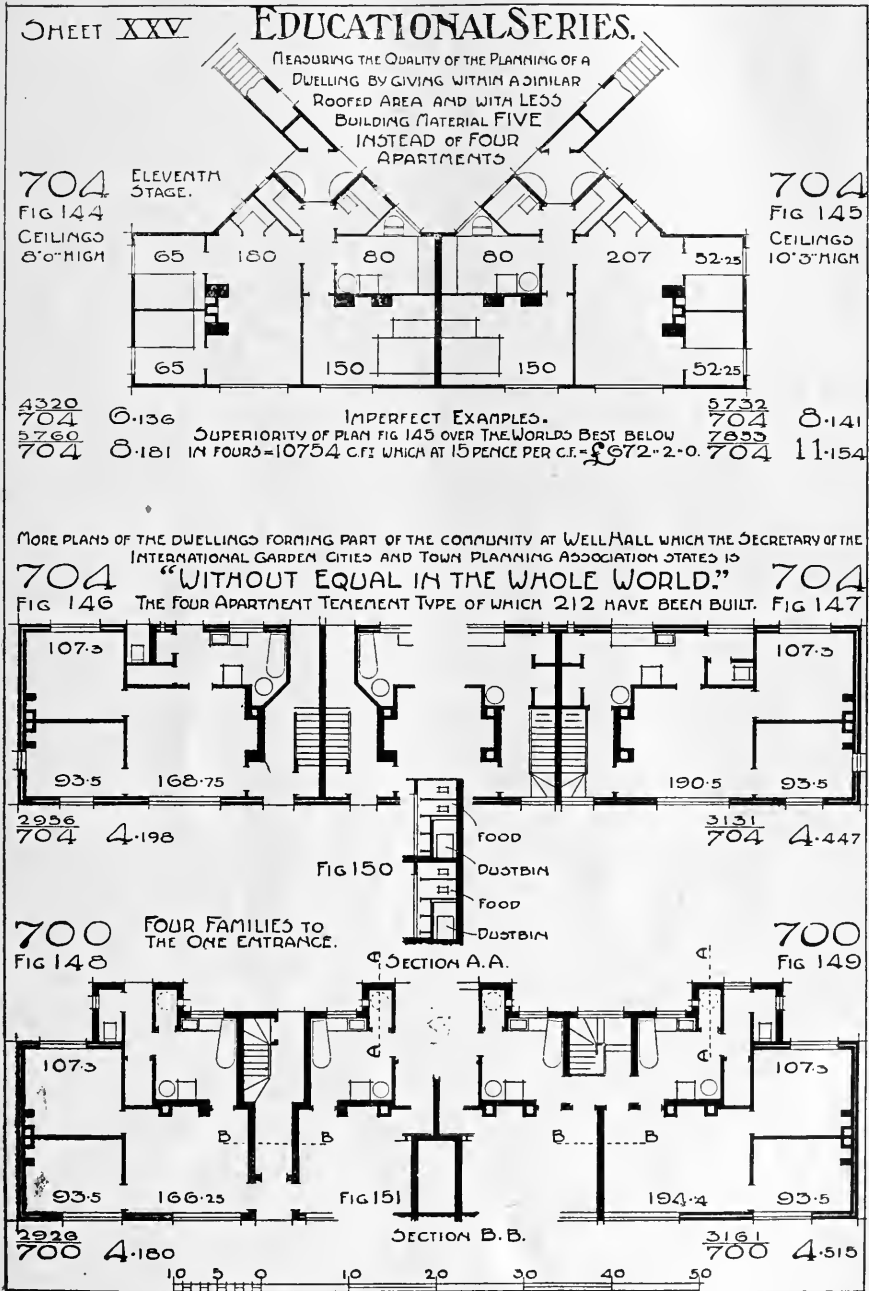 SHEET XXV EDUCATIONAL SERIES.
MEASURING THE QUALITY OF THE PLANNING OF A
DWELLING BY GIVING WITHIN A SIMILAR
ROOFED AREA AND WITH LESS
BUILDING MATERIAL FIVE
INSTEAD OF FOUR
APARTMENTS
704 ELEVENTH
STAGE.
FIG 144
CEILINGS
8'0" HIGH
704
FIG 145
CEILINGS
10'3" HIGH
65 180 80 80 207 52·25
65 150 150 52·25
4320
704 6·136
5760
704 8·181
IMPERFECT EXAMPLES.
SUPERIORITY OF PLAN FIG 145 OVER THE WORLDS BEST BELOW
IN FOURS = 10754 C.FT WHICH AT 15 PENCE PER C.F. = £672·2·0.
5732
704 8·141
7853
704 11·154
MORE PLANS OF THE DWELLINGS FORMING PART OF THE COMMUNITY AT WELL HALL WHICH THE SECRETARY OF THE
INTERNATIONAL GARDEN CITIES AND TOWN PLANNING ASSOCIATION STATES IS
704 "WITHOUT EQUAL IN THE WHOLE WORLD." 704
FIG 146 THE FOUR APARTMENT TENEMENT TYPE OF WHICH 212 HAVE BEEN BUILT. FIG 147
107·3 107·3
93·5 168·75 190·5 93·5
2956
704 4·198
3131
704 4·447
FIG 150
FOOD
DUSTBIN
FOOD
DUSTBIN
SECTION A.A.
700 FOUR FAMILIES TO
THE ONE ENTRANCE.
FIG 148
700
FIG 149
A A
A A
107·3 107·3
B B B B
93·5 166·25 FIG 151 194·4 93·5
SECTION B.B.
2926
700 4·180
3161
700 4·515
10 5 0 10 20 30 40 50